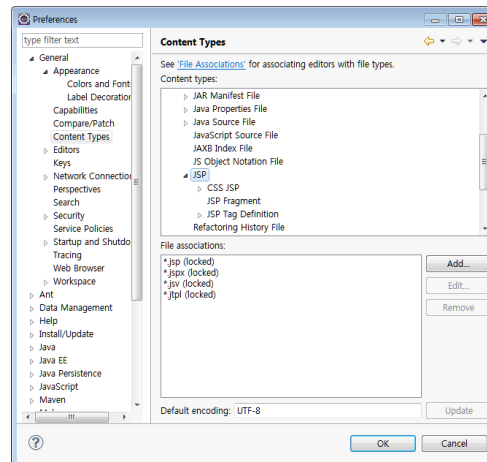 Preferences
type filter text
General
Appearance
Colors and Font
Label Decoration
Capabilities
Compare/Patch
Content Types
Editors
Keys
Network Connection
Perspectives
Search
Security
Service Policies
Startup and Shutdo
Tracing
Web Browser
Workspace
Ant
Data Management
Help
Install/Update
Java
Java EE
Java Persistence
JavaScript
Maven
Content Types
See 'File Associations' for associating editors with file types.
Content types:
JAR Manifest File
Java Properties File
Java Source File
JavaScript Source File
JAXB Index File
JS Object Notation File
JSP
CSS JSP
JSP Fragment
JSP Tag Definition
Refactoring History File
File associations:
*.jsp (locked)
*.jspx (locked)
*.jsv (locked)
*.jtpl (locked)
Add...
Edit...
Remove
Default encoding: UTF-8
Update
OK
Cancel